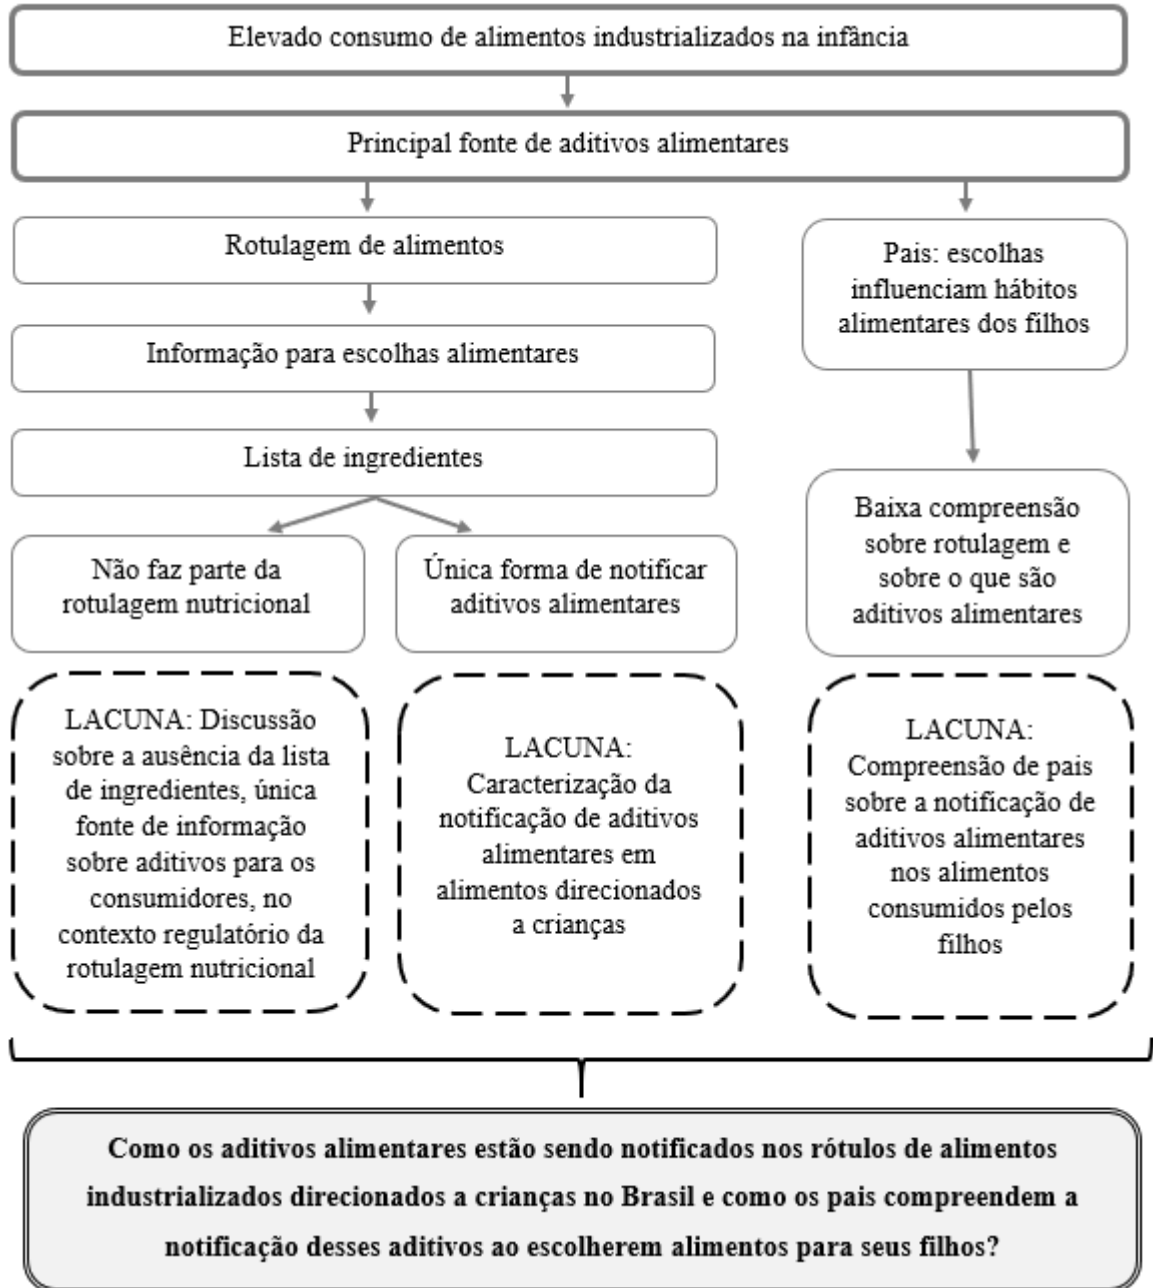 Elevado consumo de alimentos industrializados na infância
Principal fonte de aditivos alimentares
Rotulagem de alimentos
Informação para escolhas alimentares
Lista de ingredientes
Não faz parte da
rotulagem nutricional
Única forma de notificar
aditivos alimentares
Pais: escolhas
influenciam hábitos
alimentares dos filhos
Baixa compreensão
sobre rotulagem e
sobre o que são
aditivos alimentares
LACUNA: Discussão
sobre a ausência da lista
de ingredientes, única
fonte de informação
sobre aditivos para os
consumidores, no
contexto regulatório da
rotulagem nutricional
LACUNA:
Caracterização da
notificação de aditivos
alimentares em
alimentos direcionados
a crianças
LACUNA:
Compreensão de pais
sobre a notificação de
aditivos alimentares
nos alimentos
consumidos pelos
filhos
Como os aditivos alimentares estão sendo notificados nos rótulos de alimentos
industrializados direcionados a crianças no Brasil e como os pais compreendem a
notificação desses aditivos ao escolherem alimentos para seus filhos?